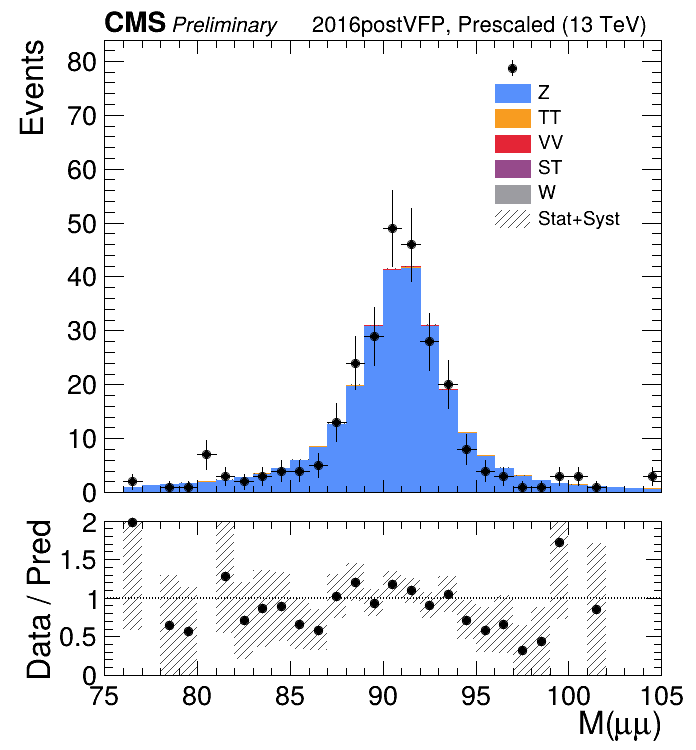 CMS Preliminary 2016postVFP, Prescaled (13 TeV)
Events
80
70
60
50
40
30
20
10
0
Z
TT
VV
ST
W
Stat+Syst
Data / Pred
2
1.5
1
0.5
0
75 80 85 90 95 100 105
M(μμ)